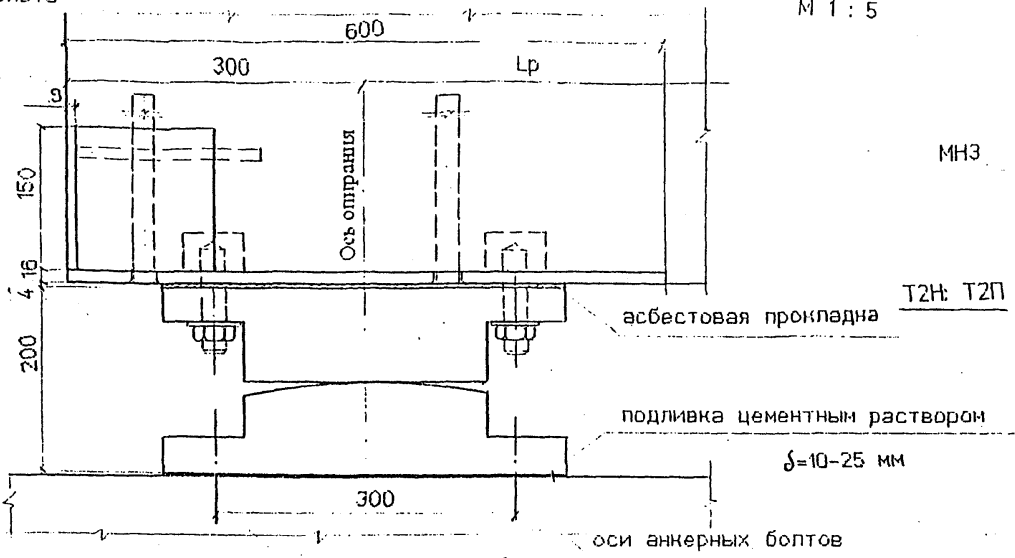 М 1 : 5
600
300
Lр
9
Ось опирания
150
МНЗ
16
4
Т2Н: Т2П
асбестовая прокладка
200
подливка цементным раствором
δ=10-25 мм
300
оси анкерных болтов